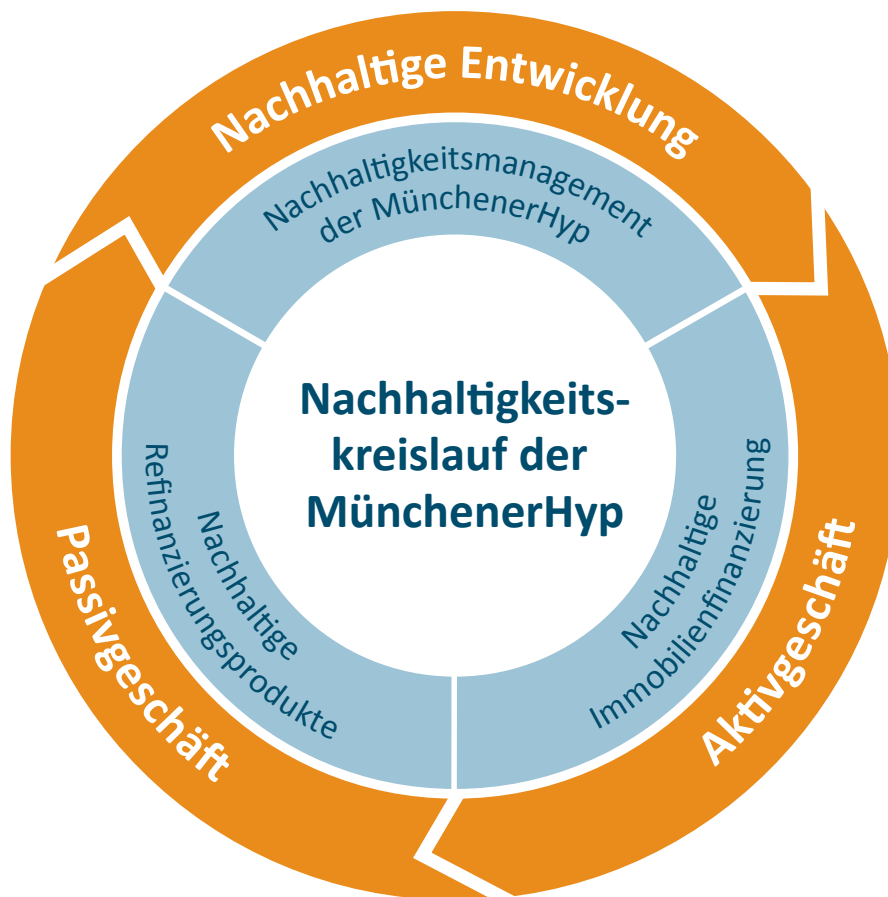 Nachhaltige Entwicklung
Nachhaltigkeitsmanagement
der MünchenerHyp
Nachhaltigkeits-
kreislauf der
MünchenerHyp
Aktivgeschäft
Nachhaltige
Immobilienfinanzierung
Passivgeschäft
Nachhaltige
Refinanzierungsprodukte